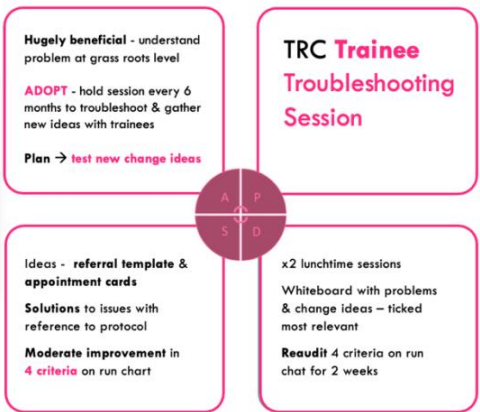 Hugely beneficial - understand
problem at grass roots level
ADOPT - hold session every 6
months to troubleshoot & gather
new ideas with trainees
Plan → test new change ideas
TRC Trainee
Troubleshooting
Session
A P
S D
Ideas - referral template &
appointment cards
Solutions to issues with
reference to protocol
Moderate improvement in
4 criteria on run chart
x2 lunchtime sessions
Whiteboard with problems
& change ideas – ticked
most relevant
Reaudit 4 criteria on run
chat for 2 weeks